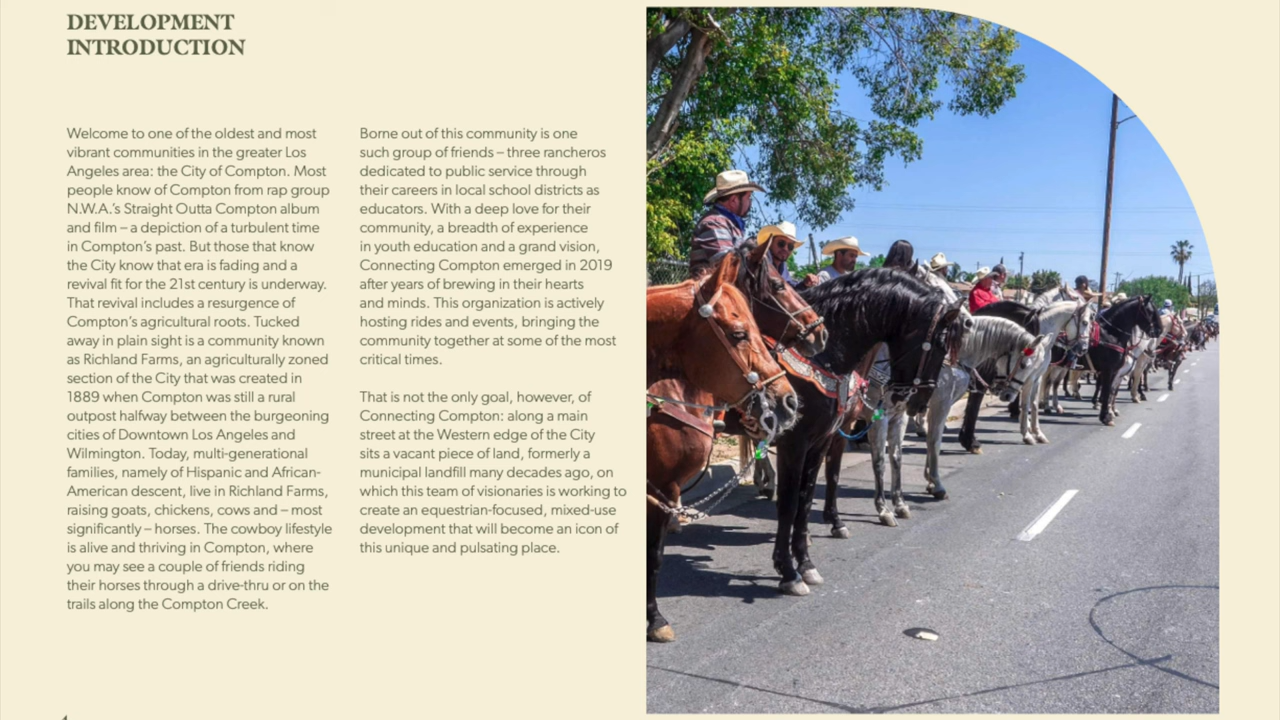 DEVELOPMENT
INTRODUCTION
Welcome to one of the oldest and most
vibrant communities in the greater Los
Angeles area: the City of Compton. Most
people know of Compton from rap group
N.W.A.'s Straight Outta Compton album
and film – a depiction of a turbulent time
in Compton's past. But those that know
the City know that era is fading and a
revival fit for the 21st century is underway.
That revival includes a resurgence of
Compton's agricultural roots. Tucked
away in plain sight is a community known
as Richland Farms, an agriculturally zoned
section of the City that was created in
1889 when Compton was still a rural
outpost halfway between the burgeoning
cities of Downtown Los Angeles and
Wilmington. Today, multi-generational
families, namely of Hispanic and African-
American descent, live in Richland Farms,
raising goats, chickens, cows and – most
significantly – horses. The cowboy lifestyle
is alive and thriving in Compton, where
you may see a couple of friends riding
their horses through a drive-thru or on the
trails along the Compton Creek.
Borne out of this community is one
such group of friends – three rancheros
dedicated to public service through
their careers in local school districts as
educators. With a deep love for their
community, a breadth of experience
in youth education and a grand vision,
Connecting Compton emerged in 2019
after years of brewing in their hearts
and minds. This organization is actively
hosting rides and events, bringing the
community together at some of the most
critical times.
That is not the only goal, however, of
Connecting Compton: along a main
street at the Western edge of the City
sits a vacant piece of land, formerly a
municipal landfill many decades ago, on
which this team of visionaries is working to
create an equestrian-focused, mixed-use
development that will become an icon of
this unique and pulsating place.